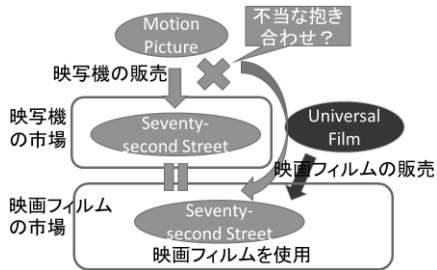 Motion
Picture
不当な抱き
合わせ？
映写機の販売
映写機
の市場
Seventy-
second Street
Universal
Film
映画フィルムの販売
映画フィルム
の市場
Seventy-
second Street
映画フィルムを使用